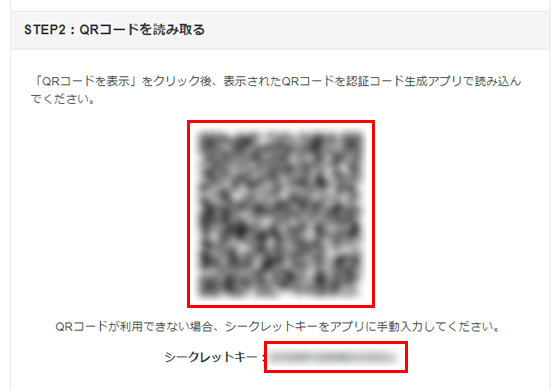 STEP2：QRコードを読み取る
「QRコードを表示」をクリック後、表示されたQRコードを認証コード生成アプリで読み込ん
でください。
QRコードが利用できない場合、シークレットキーをアプリに手動入力してください。
シークレットキー：